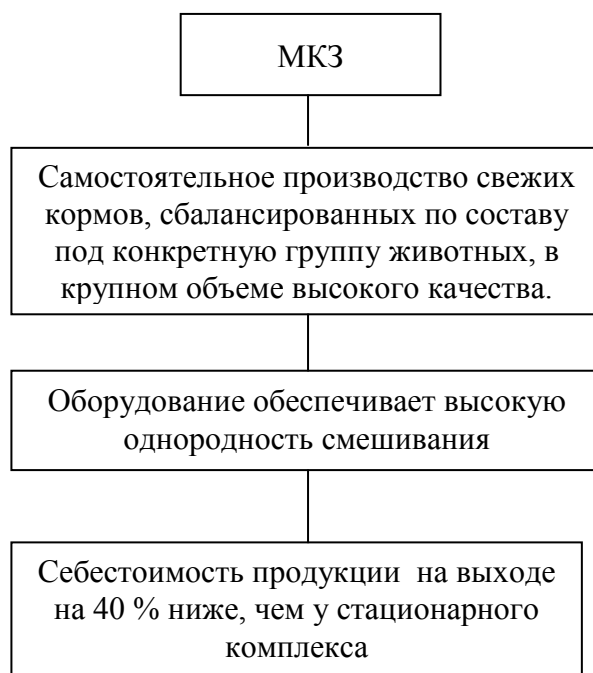 МКЗ
Самостоятельное производство свежих
кормов, сбалансированных по составу
под конкретную группу животных, в
крупном объеме высокого качества.
Оборудование обеспечивает высокую
однородность смешивания
Себестоимость продукции на выходе
на 40 % ниже, чем у стационарного
комплекса